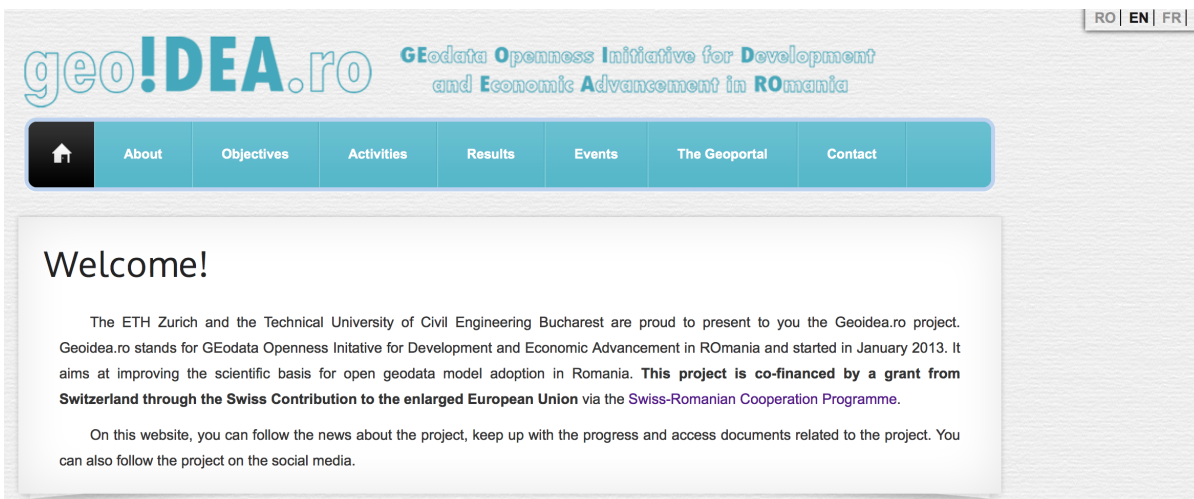 RO| EN| FR|
geo!DEA.ro
GEodata Openness Initiative for Development
and Economic Advancement in ROmania
About Objectives Activities Results Events The Geoportal Contact
Welcome!
The ETH Zurich and the Technical University of Civil Engineering Bucharest are proud to present to you the Geoidea.ro project.
Geoidea.ro stands for GEodata Openness Initative for Development and Economic Advancement in ROmania and started in January 2013. It
aims at improving the scientific basis for open geodata model adoption in Romania. This project is co-financed by a grant from
Switzerland through the Swiss Contribution to the enlarged European Union via the Swiss-Romanian Cooperation Programme.
On this website, you can follow the news about the project, keep up with the progress and access documents related to the project. You
can also follow the project on the social media.